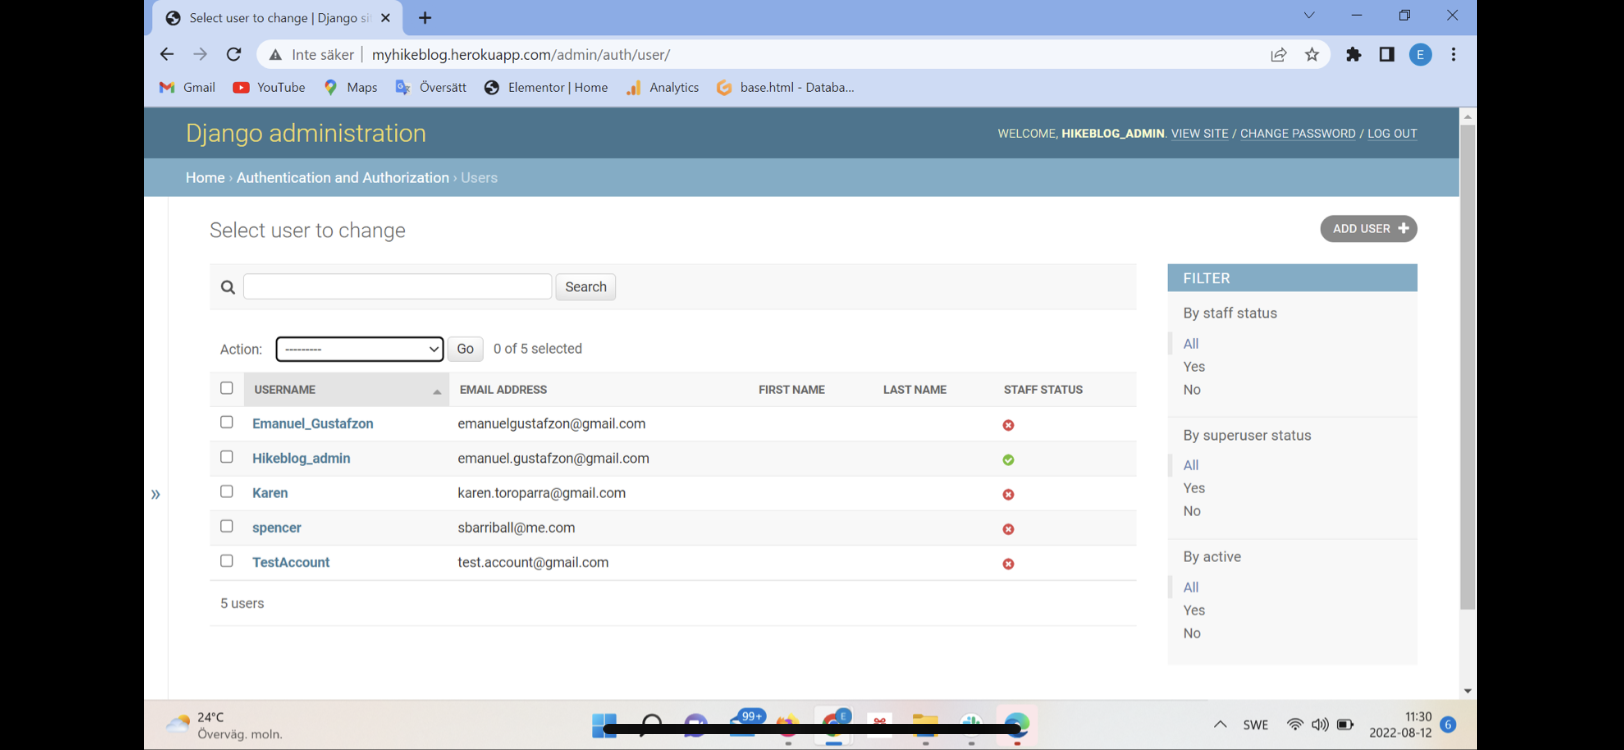 Select user to change | Django si
Inte säker | myhikeblog.herokuapp.com/admin/auth/user/
E
Gmail YouTube Maps Översätt Elementor | Home Analytics base.html - Databa...
Django administration
WELCOME, HIKEBLOG_ADMIN. VIEW SITE / CHANGE PASSWORD / LOG OUT
Home › Authentication and Authorization › Users
Select user to change
ADD USER +
Search
Action: --------- Go 0 of 5 selected
USERNAME EMAIL ADDRESS FIRST NAME LAST NAME STAFF STATUS
Emanuel_Gustafzon emanuelgustafzon@gmail.com
Hikeblog_admin emanuel.gustafzon@gmail.com
Karen karen.toroparra@gmail.com
spencer sbarriball@me.com
TestAccount test.account@gmail.com
5 users
FILTER
By staff status
All
Yes
No
By superuser status
All
Yes
No
By active
All
Yes
No
»
24°C
Överväg. moln.
99+
E
SWE
11:30
2022-08-12
6